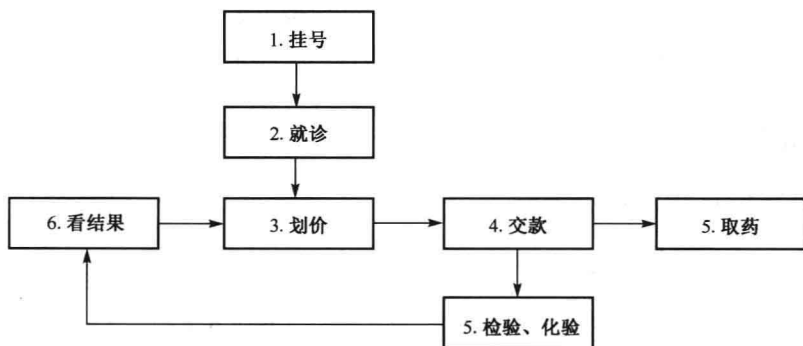 1. 挂号
2. 就诊
6. 看结果
3. 划价
4. 交款
5. 取药
5. 检验、化验